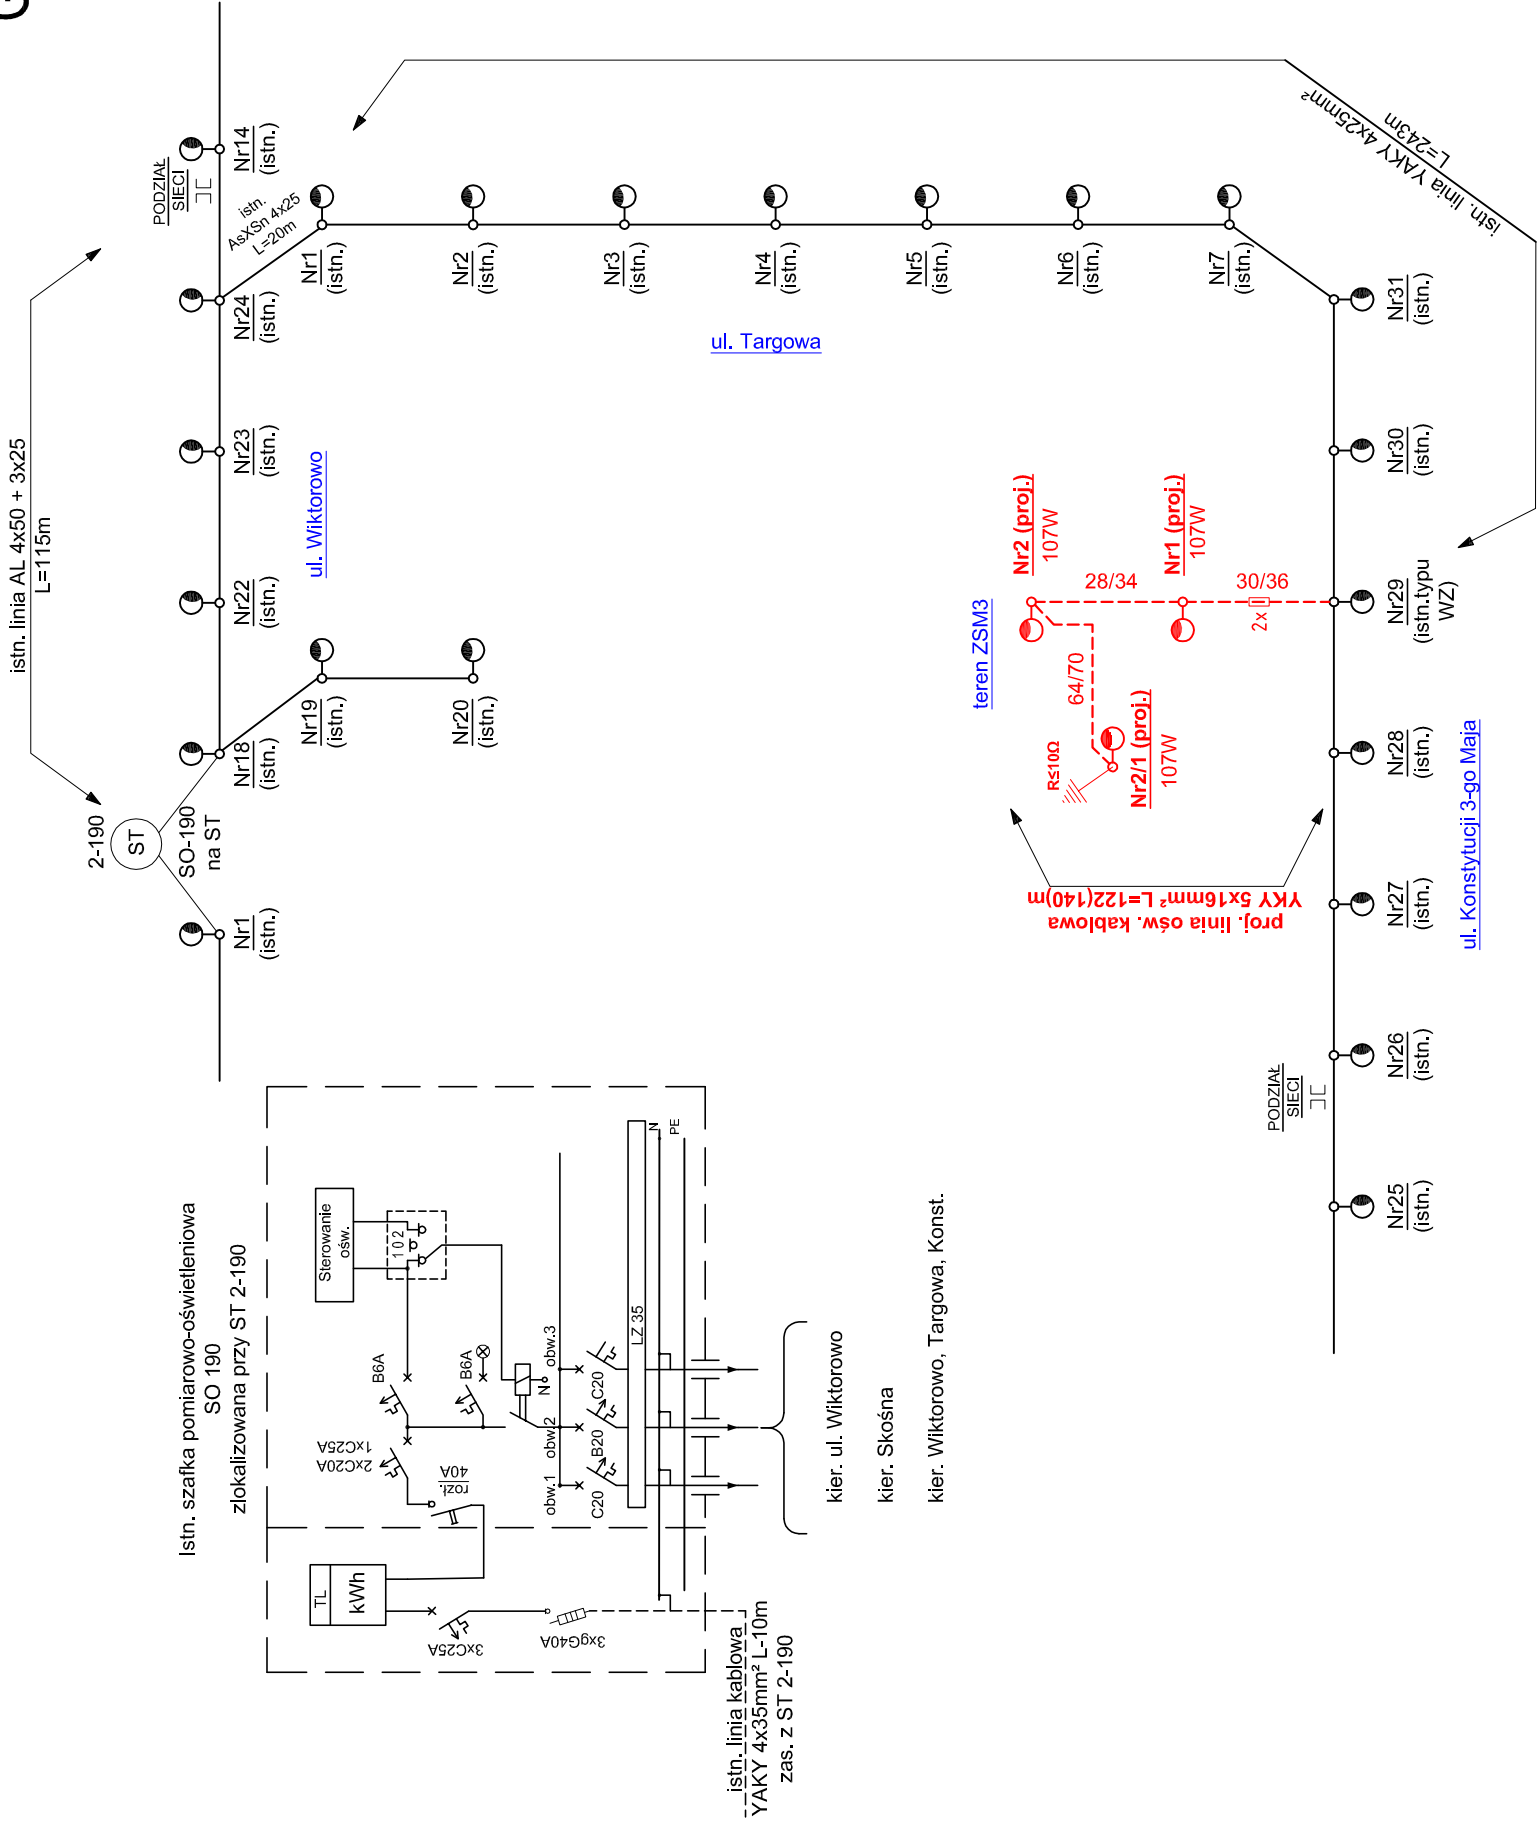 istn. linia AL 4x50 + 3x25
L=115m
PODZIAŁ
SIECI
Nr14
(istn.)
istn.
AsXSn 4x25
L=20m
Nr24
(istn.)
Nr23
(istn.)
Nr22
(istn.)
ul. Wiktorowo
Nr18
(istn.)
Nr19
(istn.)
Nr20
(istn.)
2-190
ST
SO-190
na ST
Nr1
(istn.)
Nr1
(istn.)
Nr2
(istn.)
Nr3
(istn.)
Nr4
(istn.)
Nr5
(istn.)
Nr6
(istn.)
Nr7
(istn.)
ul. Targowa
istn. linia YAKY 4x25mm²
L=243m
Nr31
(istn.)
Nr30
(istn.)
Nr29
(istn.typu
WZ)
Nr28
(istn.)
Nr27
(istn.)
Nr26
(istn.)
Nr25
(istn.)
ul. Konstytucji 3-go Maja
PODZIAŁ
SIECI
teren ZSM3
Nr2 (proj.)
107W
28/34
Nr1 (proj.)
107W
30/36
2x
64/70
Nr2/1 (proj.)
107W
R≤10Ω
proj. linia ośw. kablowa
YKY 5x16mm² L=122(140)m
Istn. szafka pomiarowo-oświetleniowa
SO 190
zlokalizowana przy ST 2-190
Sterowanie
ośw.
1 0 2
B6A
B6A
2xC20A
1xC25A
rozł.
40A
N
obw.1
obw.2
obw.3
C20
B20
C20
LZ 35
N
PE
TL
kWh
3xC25A
3xgG40A
istn. linia kablowa
YAKY 4x35mm² L-10m
zas. z ST 2-190
kier. ul. Wiktorowo
kier. Skośna
kier. Wiktorowo, Targowa, Konst.